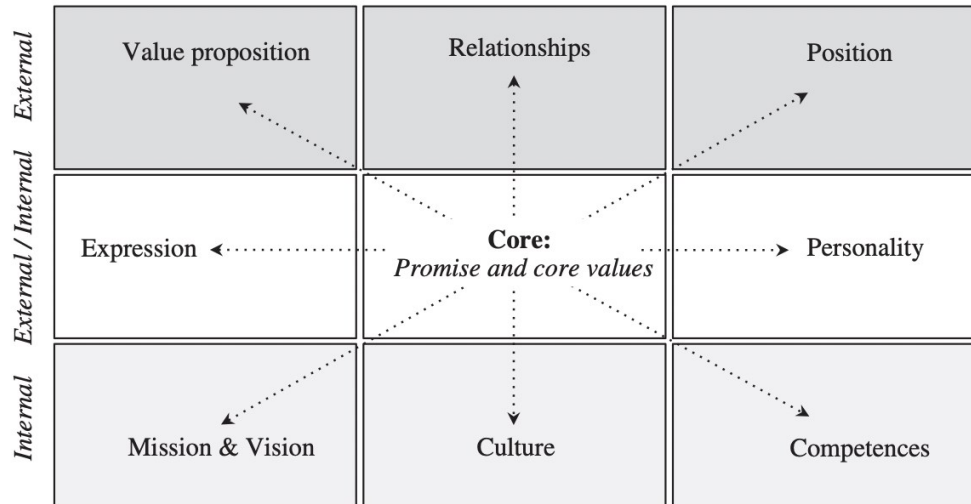 External
Value proposition
Relationships
Position
External / Internal
Expression
Core:
Promise and core values
Personality
Internal
Mission & Vision
Culture
Competences